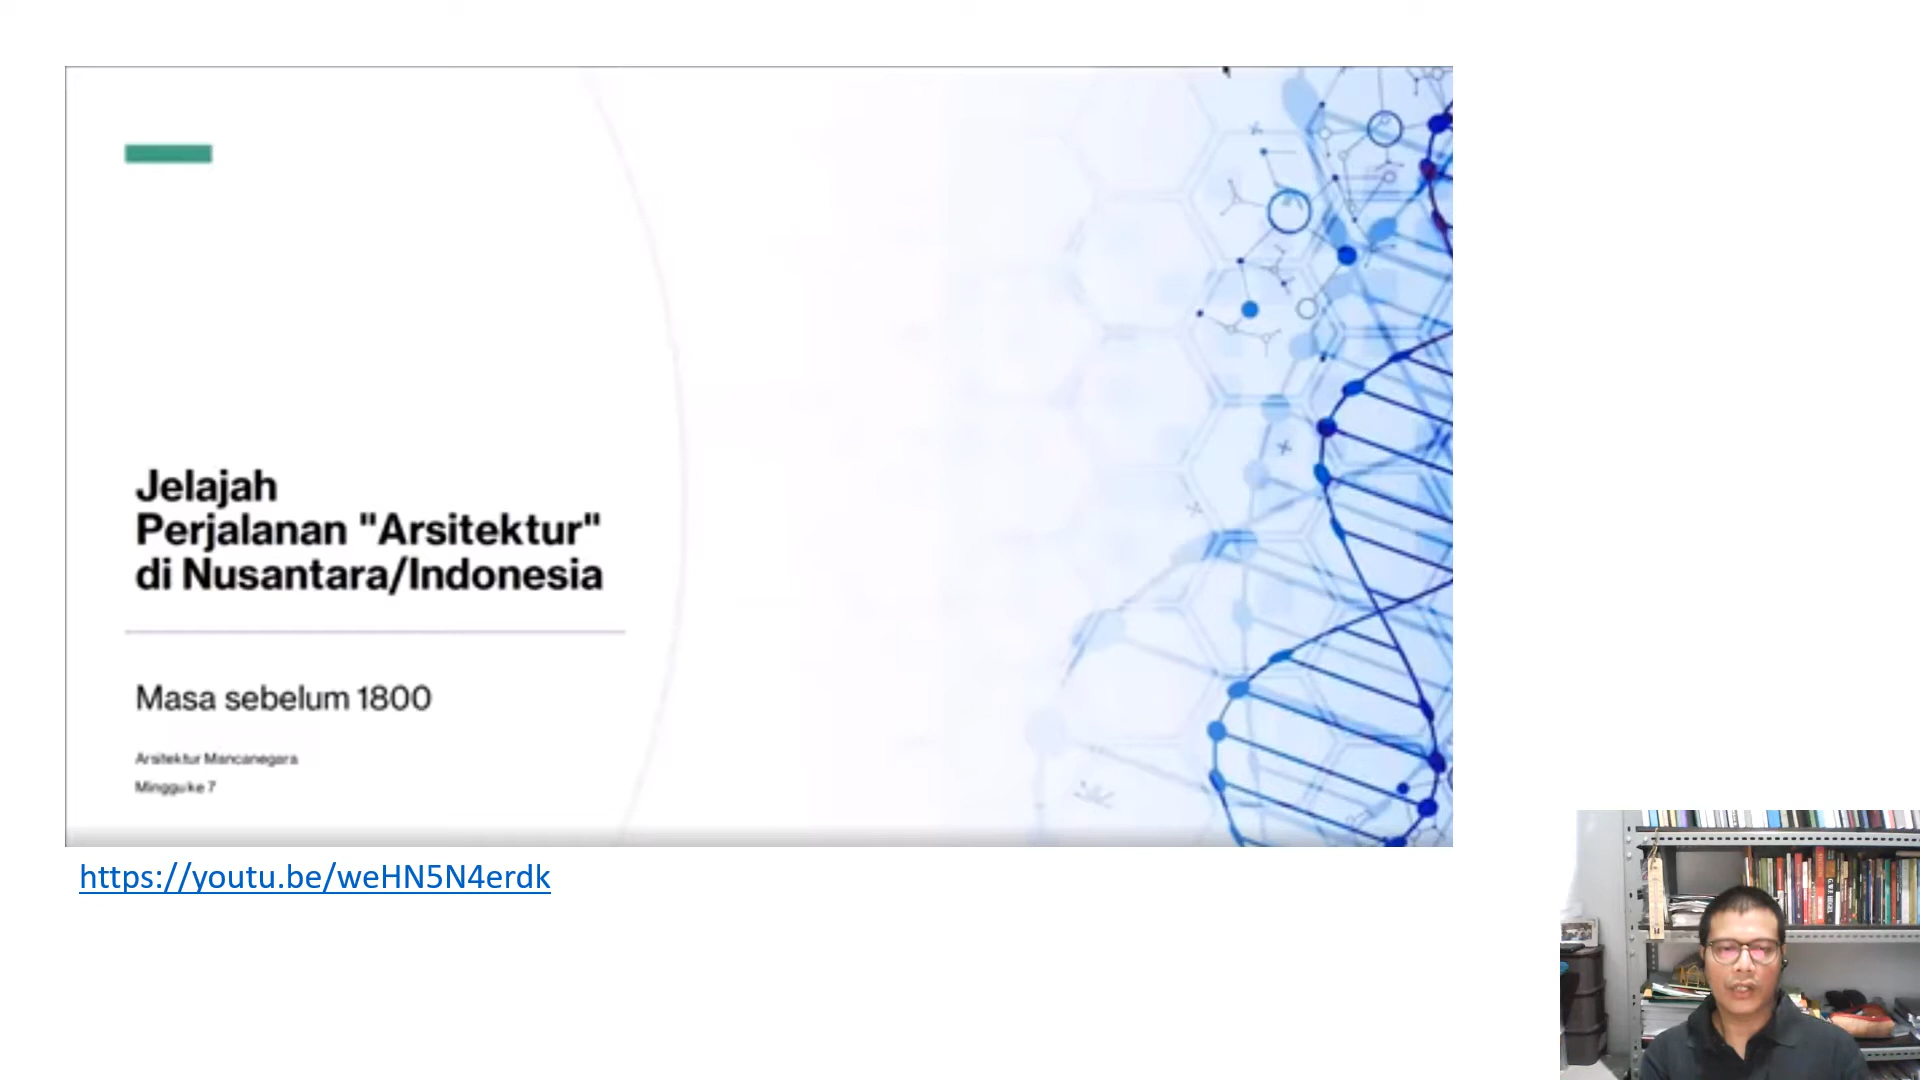 Jelajah
Perjalanan "Arsitektur"
di Nusantara/Indonesia
Masa sebelum 1800
Arsitektur Mancanegara
Minggu ke 7
https://youtu.be/weHN5N4erdk